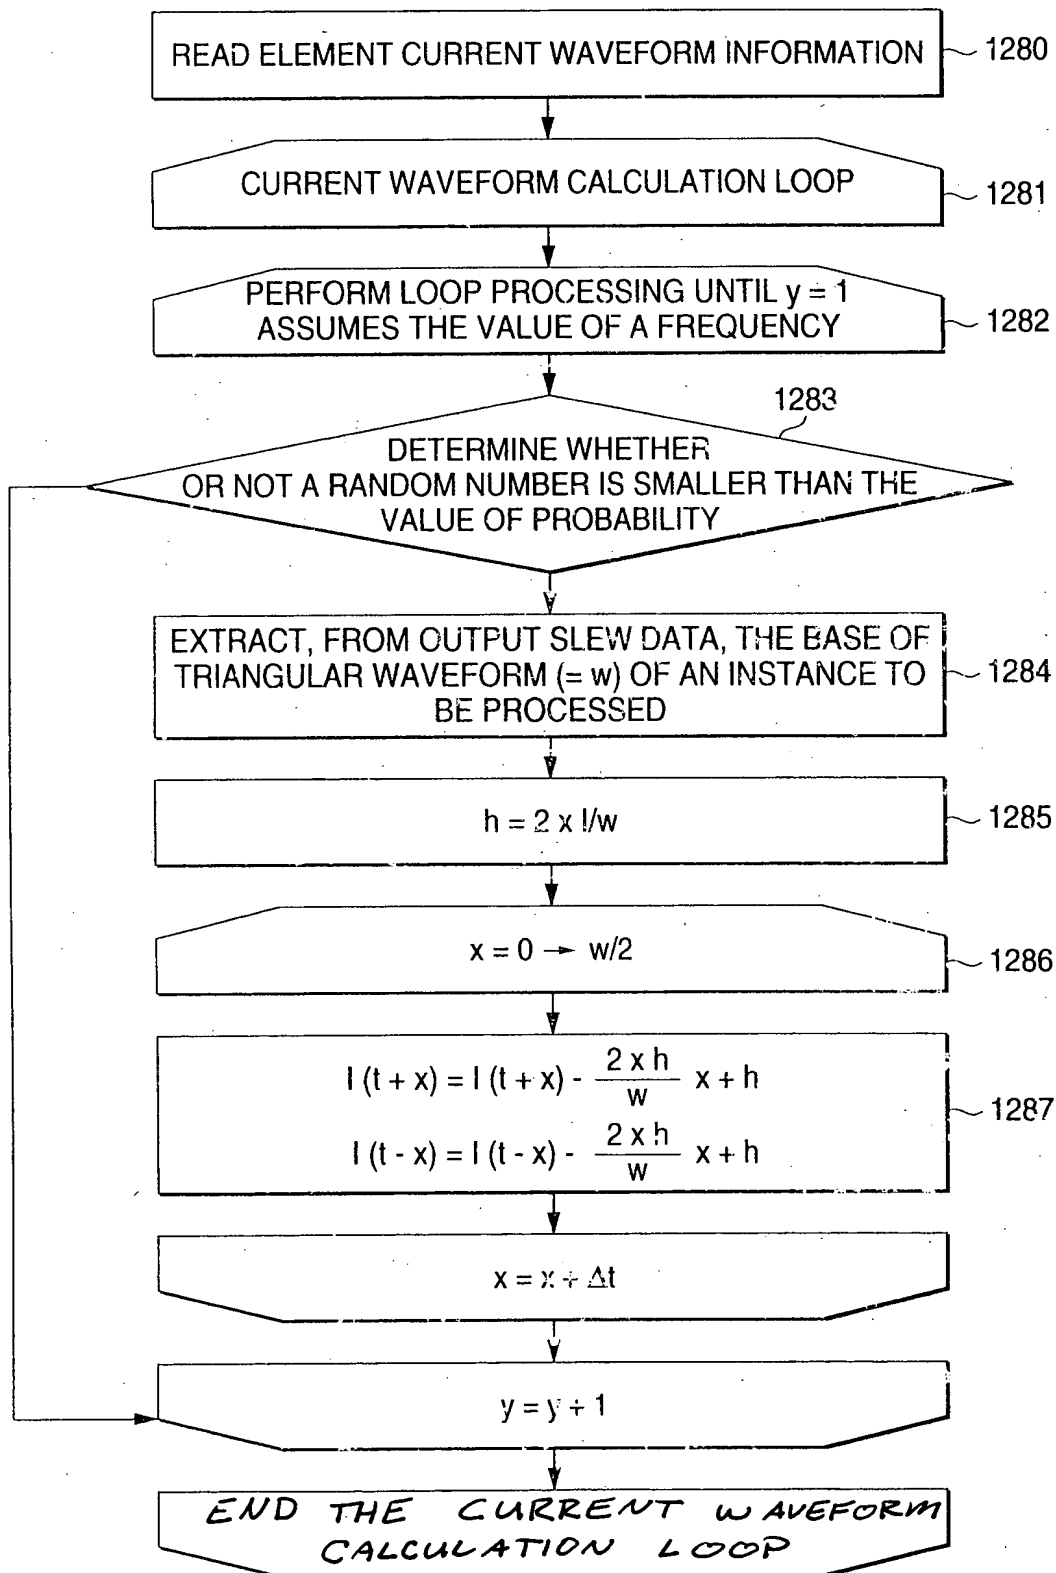 READ ELEMENT CURRENT WAVEFORM INFORMATION 1280
CURRENT WAVEFORM CALCULATION LOOP 1281
PERFORM LOOP PROCESSING UNTIL y = 1
ASSUMES THE VALUE OF A FREQUENCY 1282
1283
DETERMINE WHETHER
OR NOT A RANDOM NUMBER IS SMALLER THAN THE
VALUE OF PROBABILITY
EXTRACT, FROM OUTPUT SLEW DATA, THE BASE OF
TRIANGULAR WAVEFORM (= w) OF AN INSTANCE TO 1284
BE PROCESSED
h = 2 x I/w 1285
x = 0 → w/2 1286
I (t + x) = I (t + x) - 2 x h / w x + h
1287
I (t - x) = I (t - x) - 2 x h / w x + h
x = x + Δt
y = y + 1
END THE CURRENT WAVEFORM
CALCULATION LOOP